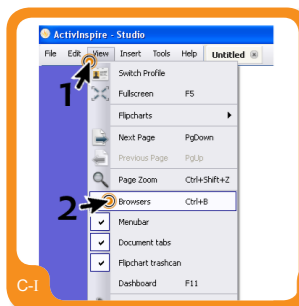 ActivInspire - Studio
File Edit View Insert Tools Help Untitled
1
Switch Profile
Fullscreen F5
Flipcharts
Next Page PgDown
Previous Page PgUp
Page Zoom Ctrl+Shift+Z
2
Browsers Ctrl+B
Menubar
Document tabs
Flipchart trashcan
Dashboard F11
C-I